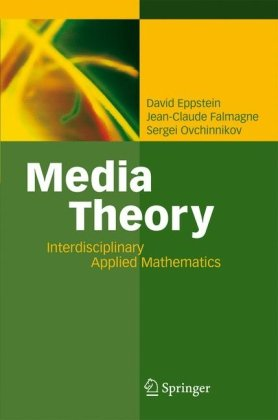 David Eppstein
Jean-Claude Falmagne
Sergei Ovchinnikov
Media
Theory
Interdisciplinary
Applied Mathematics
Springer